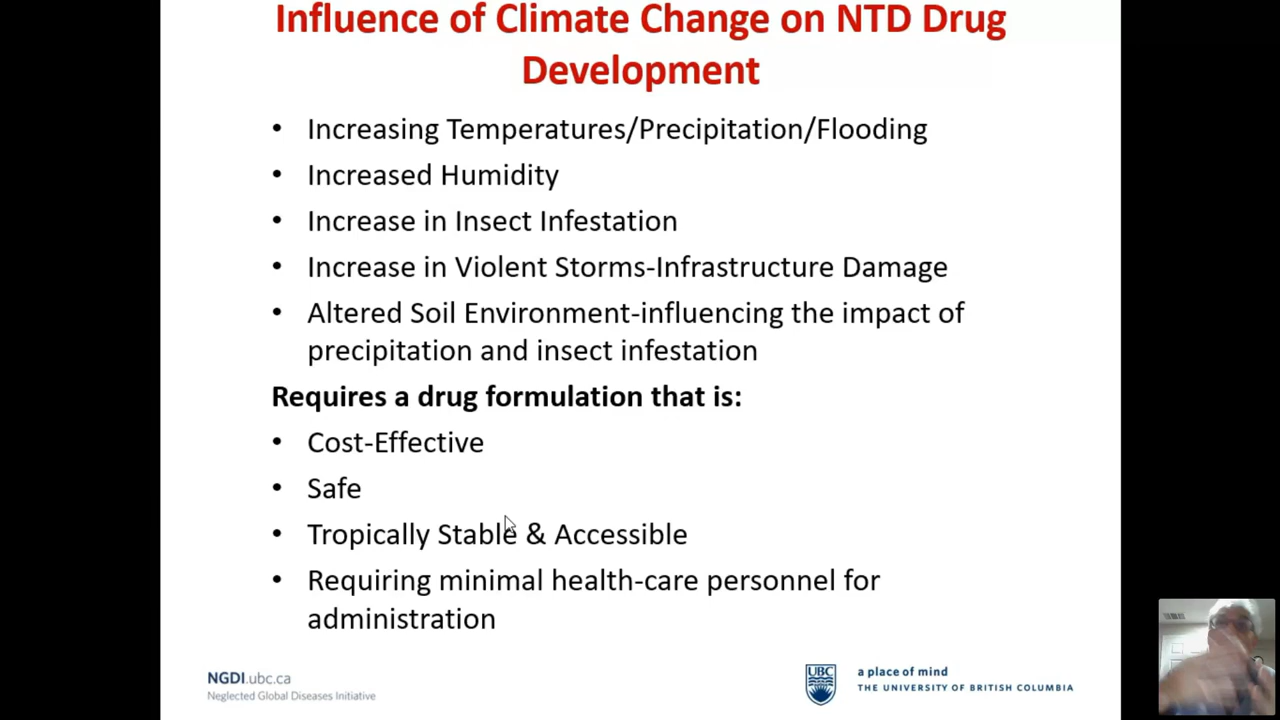 Influence of Climate Change on NTD Drug
Development
• Increasing Temperatures/Precipitation/Flooding
• Increased Humidity
• Increase in Insect Infestation
• Increase in Violent Storms-Infrastructure Damage
• Altered Soil Environment-influencing the impact of
precipitation and insect infestation
Requires a drug formulation that is:
• Cost-Effective
• Safe
• Tropically Stable & Accessible
• Requiring minimal health-care personnel for
administration
NGDI.ubc.ca
Neglected Global Diseases Initiative
UBC
a place of mind
THE UNIVERSITY OF BRITISH COLUMBIA